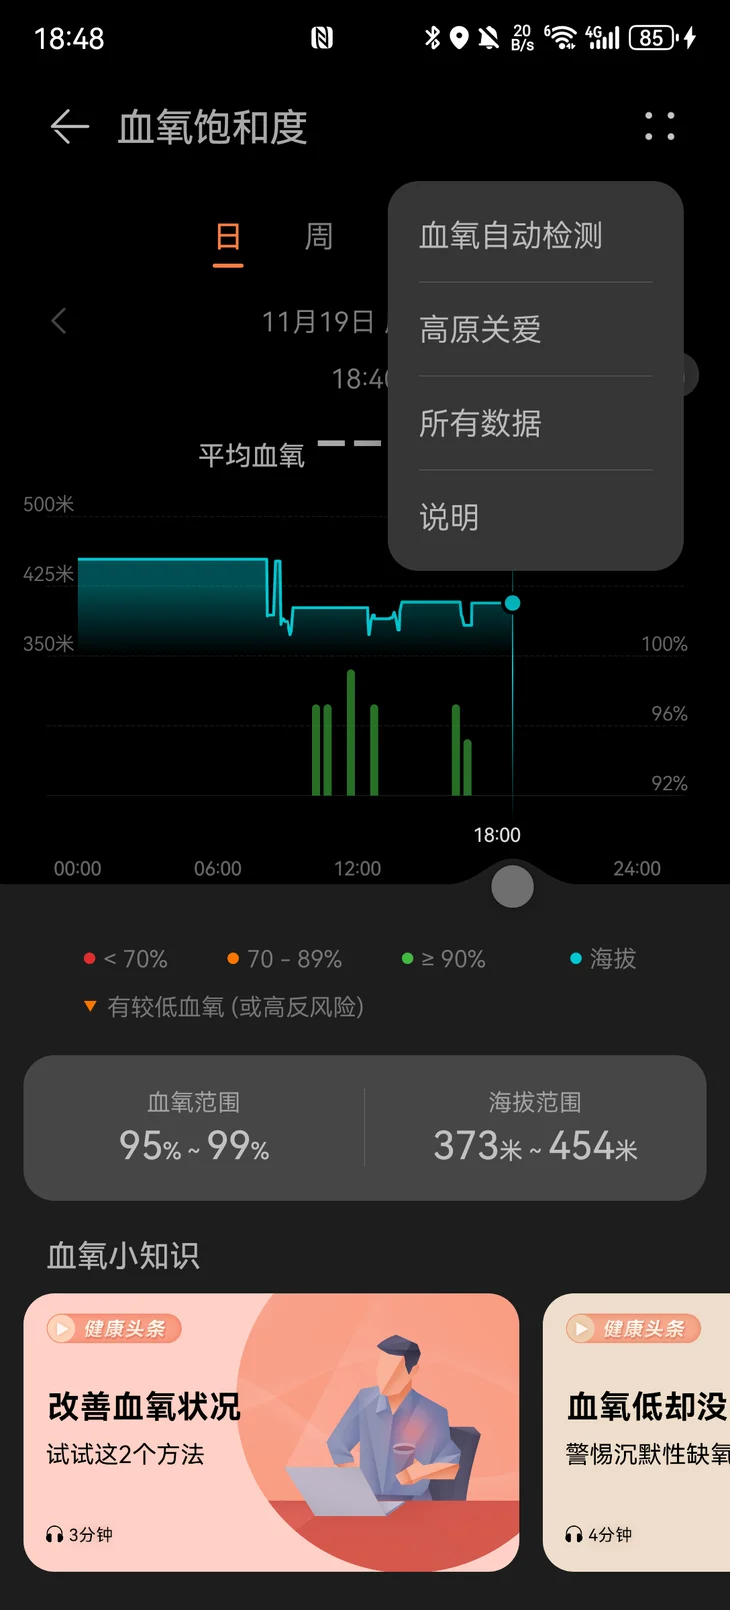 18:48
20 B/s
6
4G
85
血氧饱和度
日 周
血氧自动检测
11月19日
高原关爱
18:40
所有数据
平均血氧 -- 
500米
说明
425米
350米
100%
96%
92%
18:00
00:00 06:00 12:00 24:00
< 70% 70 - 89% ≥ 90% 海拔
有较低血氧 (或高反风险)
血氧范围 海拔范围
95% ~ 99% 373米 ~ 454米
血氧小知识
健康头条 健康头条
改善血氧状况 血氧低却没
试试这2个方法 警惕沉默性缺氧
3分钟 4分钟